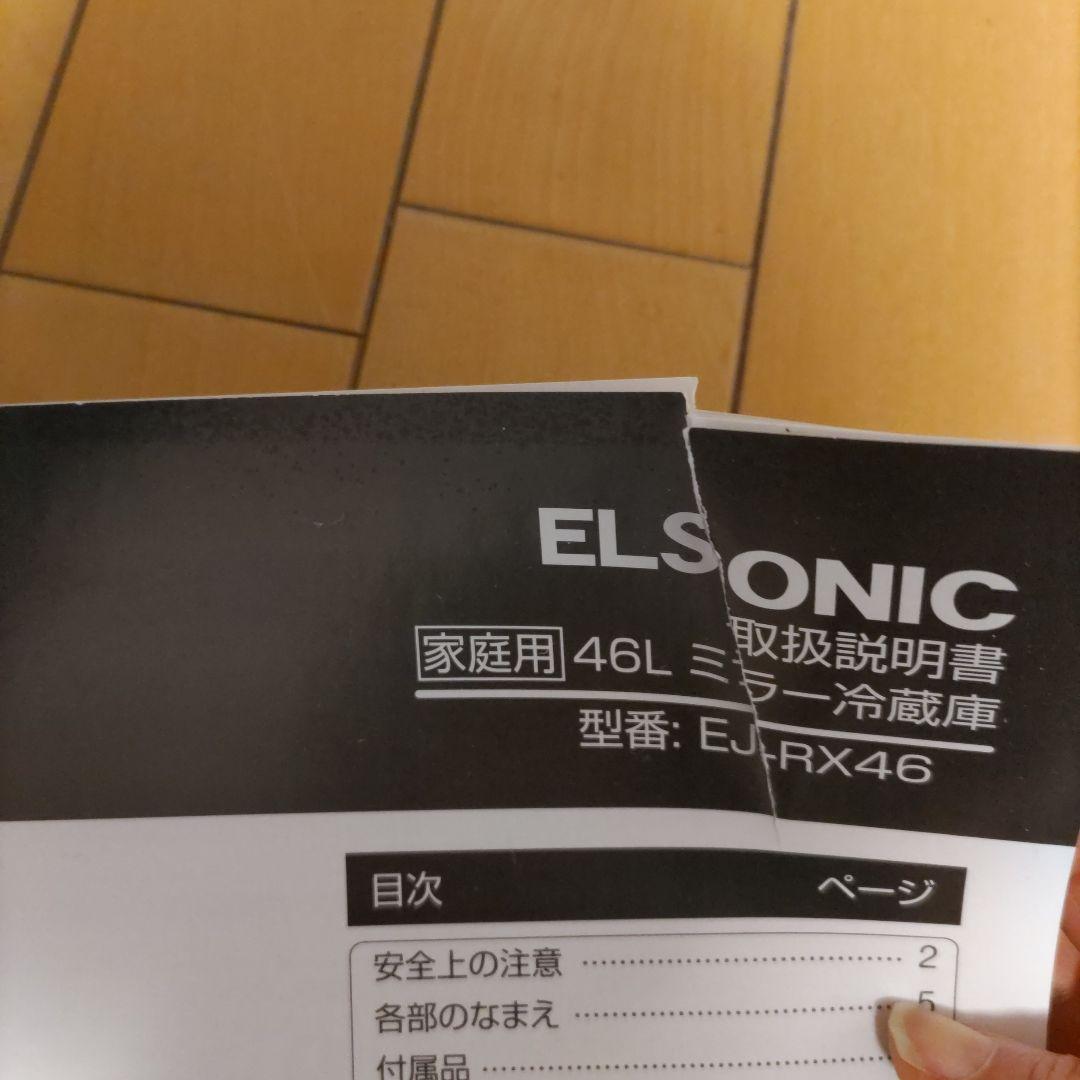 ELSONIC
取扱説明書
家庭用 46L ミラー冷蔵庫
型番: EJ-RX46
目次 ページ
安全上の注意 ………………………… 2
各部のなまえ ………………………… 5
付属品 …………………………